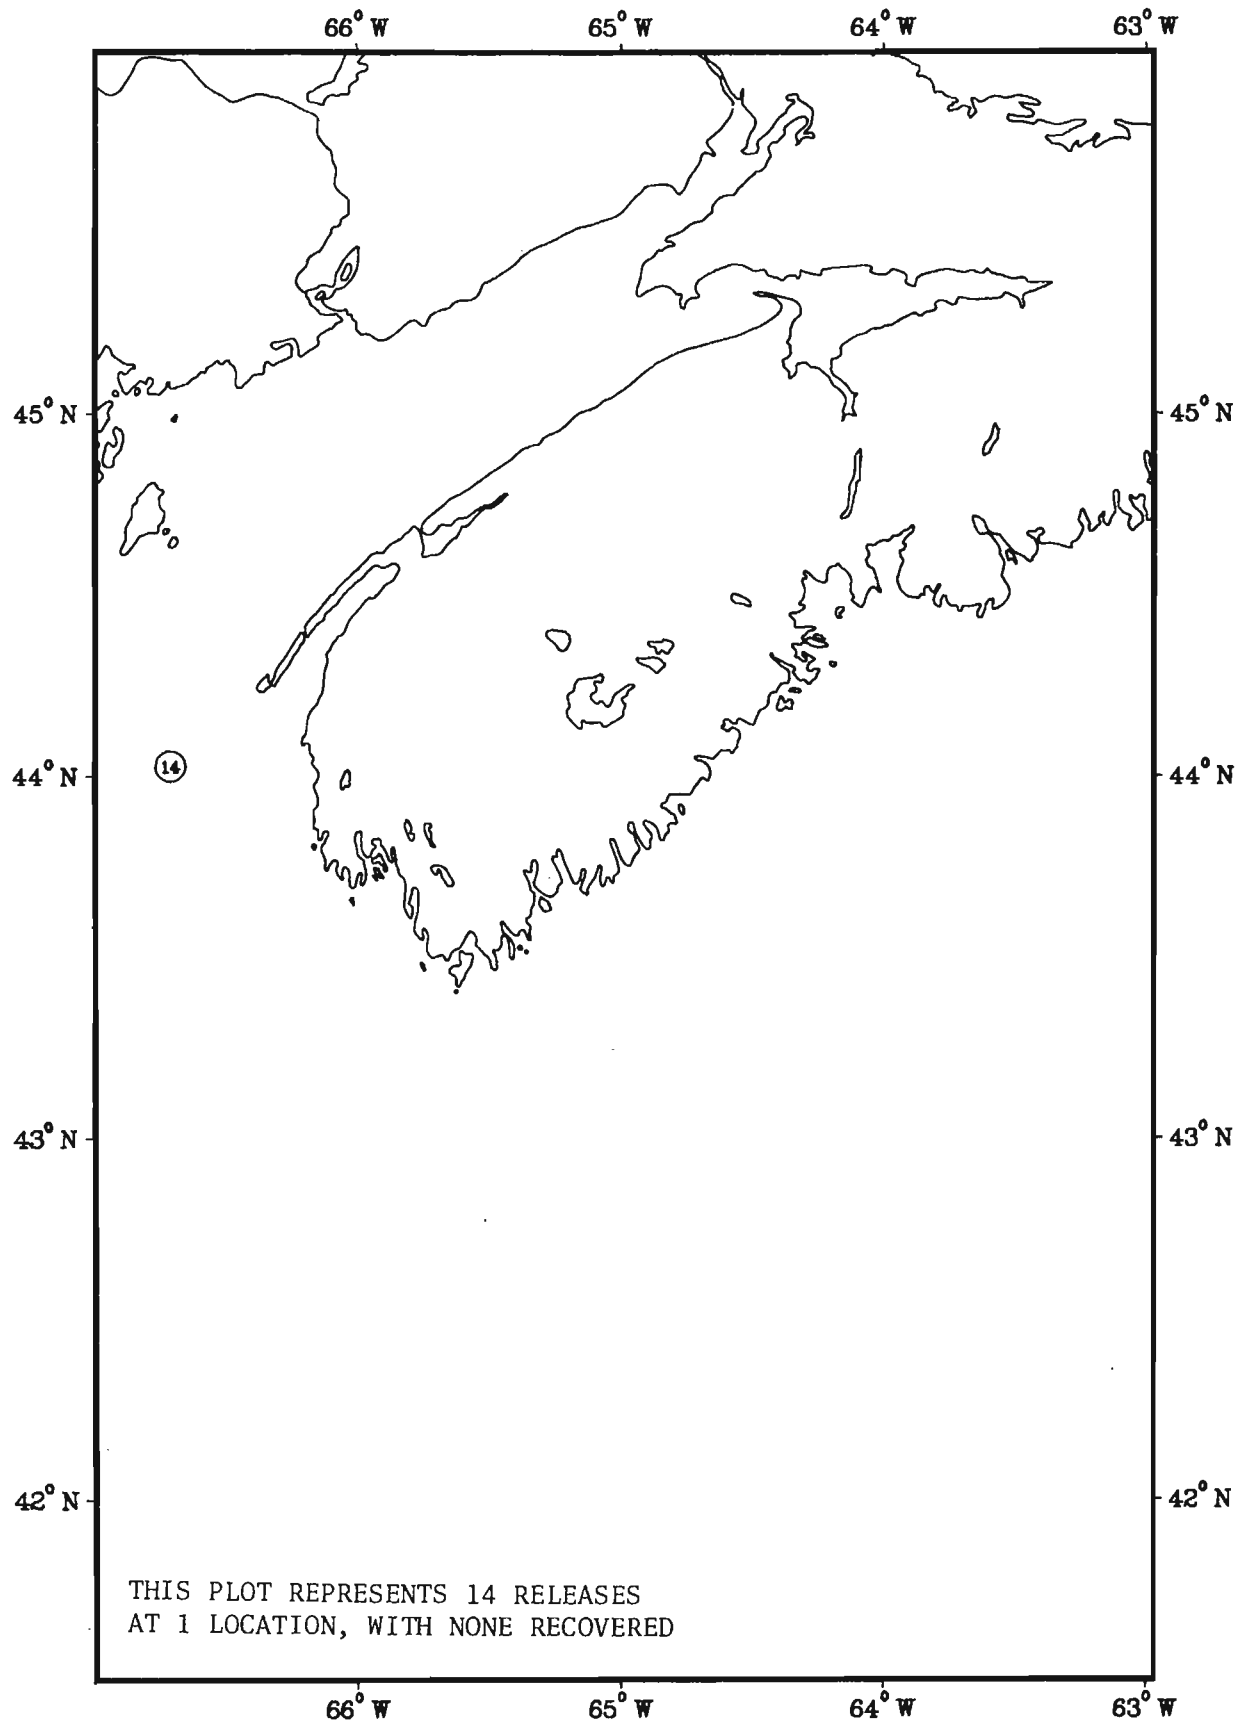 66° W 65° W 64° W 63° W
45° N 45° N
14
44° N 44° N
43° N 43° N
42° N 42° N
THIS PLOT REPRESENTS 14 RELEASES
AT 1 LOCATION, WITH NONE RECOVERED
66° W 65° W 64° W 63° W